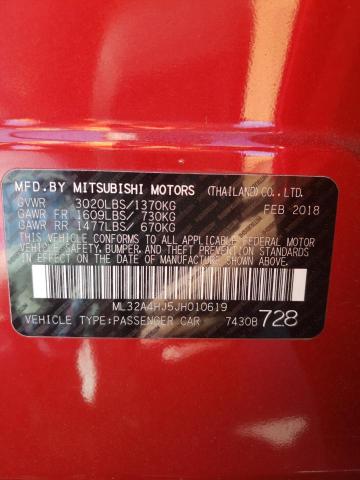 MFD.BY MITSUBISHI MOTORS (THAILAND)CO.,LTD.
GVWR 3020LBS/1370KG FEB 2018
GAWR FR 1609LBS/ 730KG
GAWR RR 1477LBS/ 670KG
THIS VEHICLE CONFORMS TO ALL APPLICABLE FEDERAL MOTOR
VEHICLE SAFETY, BUMPER, AND THEFT PREVENTION STANDARDS
IN EFFECT ON THE DATE OF MANUFACTURE SHOWN ABOVE.
ML32A4HJ5JH010619
VEHICLE TYPE:PASSENGER CAR 7430B 728